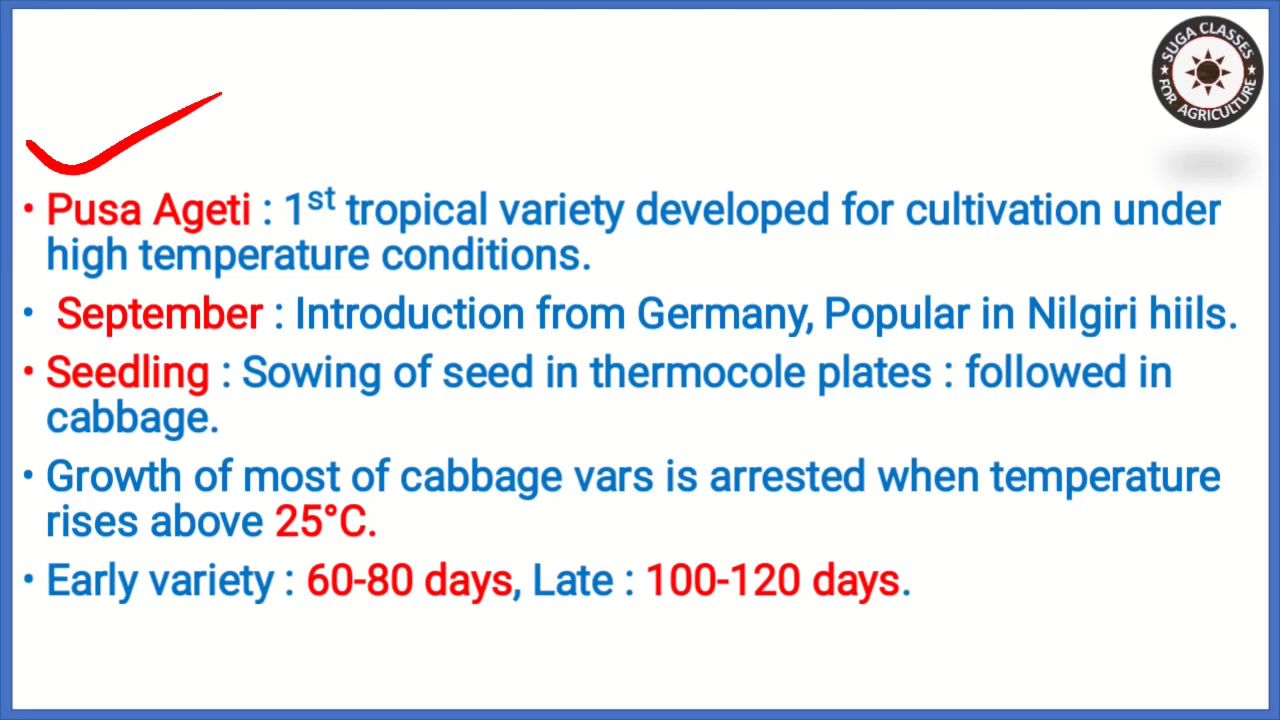 SUGA CLASSES
FOR AGRICULTURE
• Pusa Ageti : 1st tropical variety developed for cultivation under
high temperature conditions.
• September : Introduction from Germany, Popular in Nilgiri hiils.
• Seedling : Sowing of seed in thermocole plates : followed in
cabbage.
• Growth of most of cabbage vars is arrested when temperature
rises above 25°C.
• Early variety : 60-80 days, Late : 100-120 days.